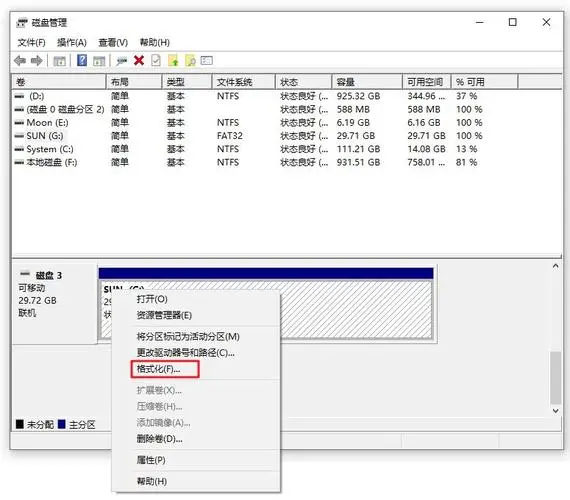 磁盘管理
文件(F) 操作(A) 查看(V) 帮助(H)
卷 布局 类型 文件系统 状态 容量 可用空间 % 可用
(D:) 简单 基本 NTFS 状态良好 (... 925.32 GB 344.96 ... 37 %
(磁盘 0 磁盘分区 2) 简单 基本 状态良好 (... 588 MB 588 MB 100 %
Moon (E:) 简单 基本 NTFS 状态良好 (... 6.19 GB 6.16 GB 100 %
SUN (G:) 简单 基本 FAT32 状态良好 (... 29.71 GB 29.71 GB 100 %
System (C:) 简单 基本 NTFS 状态良好 (... 111.21 GB 14.08 GB 13 %
本地磁盘 (F:) 简单 基本 NTFS 状态良好 (... 931.51 GB 758.01 ... 81 %
磁盘 3
可移动
29.72 GB
联机
打开(O)
资源管理器(E)
将分区标记为活动分区(M)
更改驱动器号和路径(C)...
格式化(F)...
扩展卷(X)...
压缩卷(H)...
添加镜像(A)...
删除卷(D)...
属性(P)
帮助(H)
未分配 主分区